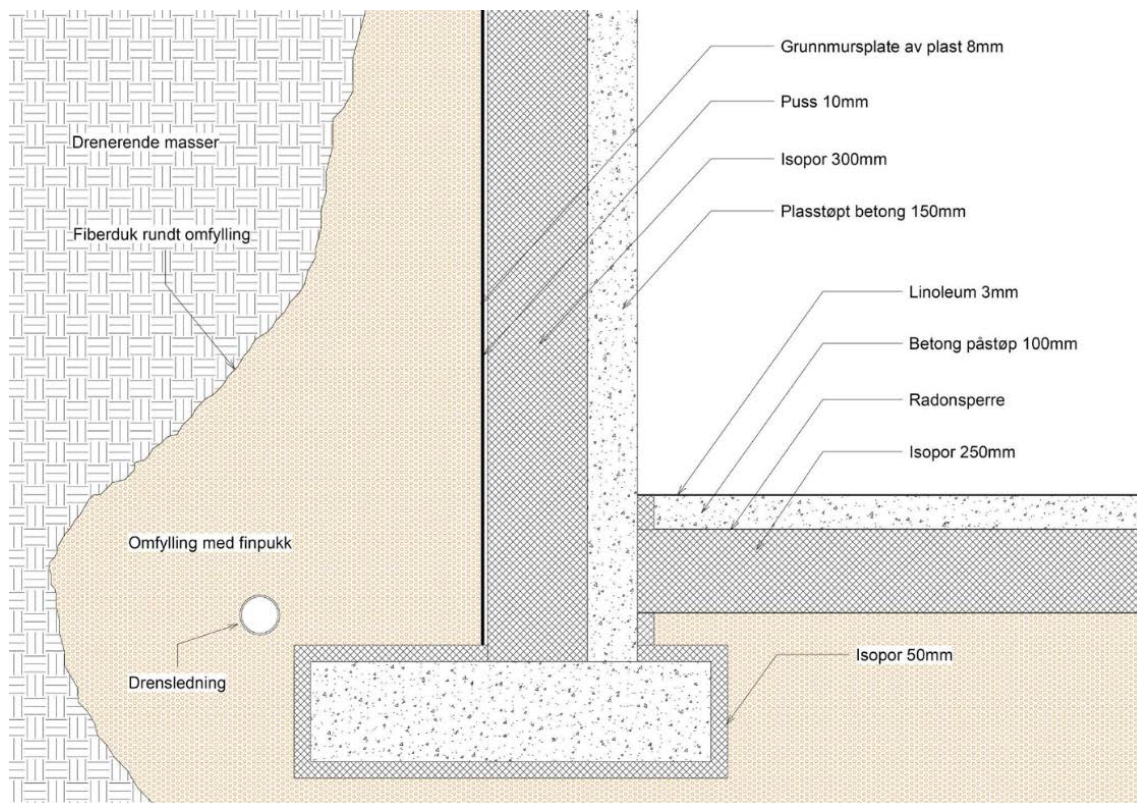 Grunnmursplate av plast 8mm
Puss 10mm
Drenerende masser
Isopor 300mm
Plasstøpt betong 150mm
Fiberduk rundt omfylling
Linoleum 3mm
Betong påstøp 100mm
Radonsperre
Isopor 250mm
Omfylling med finpukk
Isopor 50mm
Drensledning